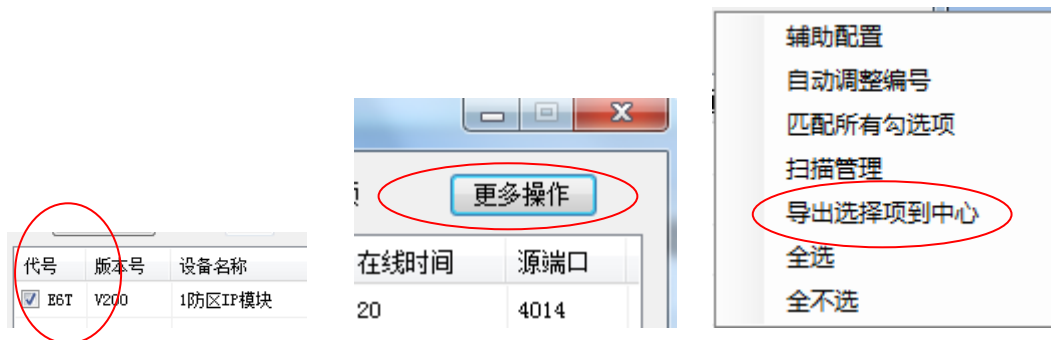 代号 版本号 设备名称
E6T V200 1防区IP模块
更多操作
在线时间 源端口
20 4014
辅助配置
自动调整编号
匹配所有勾选项
扫描管理
导出选择项到中心
全选
全不选